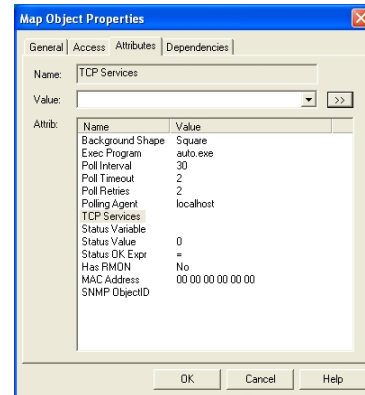 Map Object Properties
General Access Attributes Dependencies
Name: TCP Services
Value: >>
Attrib:
Name Value
Background Shape Square
Exec Program auto.exe
Poll Interval 30
Poll Timeout 2
Poll Retries 2
Polling Agent localhost
TCP Services
Status Variable
Status Value 0
Status OK Expr =
Has RMON No
MAC Address 00 00 00 00 00 00
SNMP ObjectID
OK Cancel Help